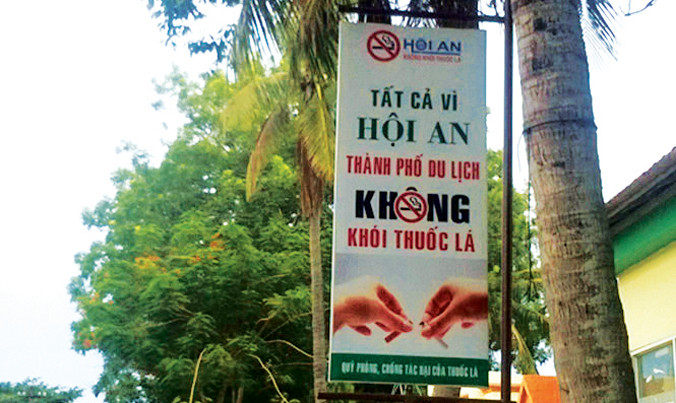 HỘI AN
KHÔNG KHÓI THUỐC LÁ
TẤT CẢ VÌ
HỘI AN
THÀNH PHỐ DU LỊCH
KHÔNG
KHÓI THUỐC LÁ
QUỸ PHÒNG, CHỐNG TÁC HẠI CỦA THUỐC LÁ